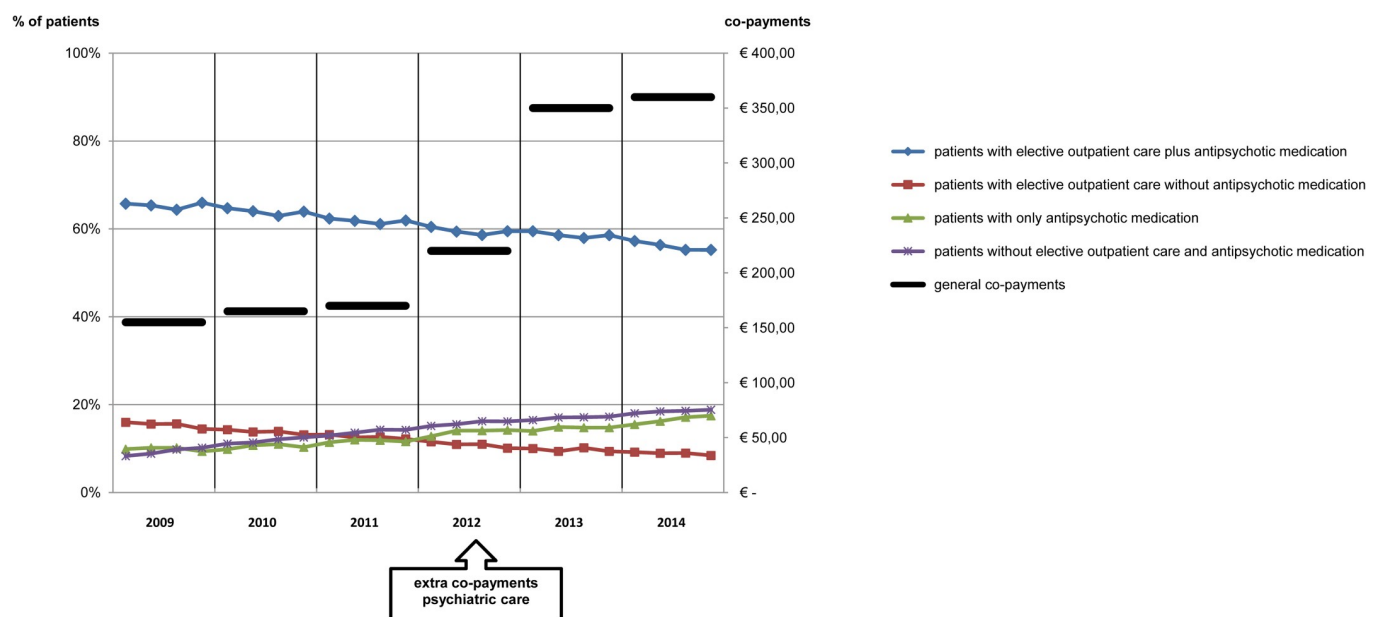 % of patients
co-payments
100%
80%
60%
40%
20%
0%
€ 400,00
€ 350,00
€ 300,00
€ 250,00
€ 200,00
€ 150,00
€ 100,00
€ 50,00
€ -
2009 2010 2011 2012 2013 2014
extra co-payments
psychiatric care
patients with elective outpatient care plus antipsychotic medication
patients with elective outpatient care without antipsychotic medication
patients with only antipsychotic medication
patients without elective outpatient care and antipsychotic medication
general co-payments